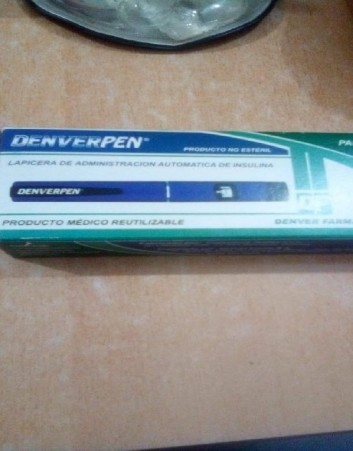 DENVERPEN®
PRODUCTO NO ESTERIL
LAPICERA DE ADMINISTRACION AUTOMATICA DE INSULINA
DENVERPEN
PRODUCTO MÉDICO REUTILIZABLE
DENVER FARMA